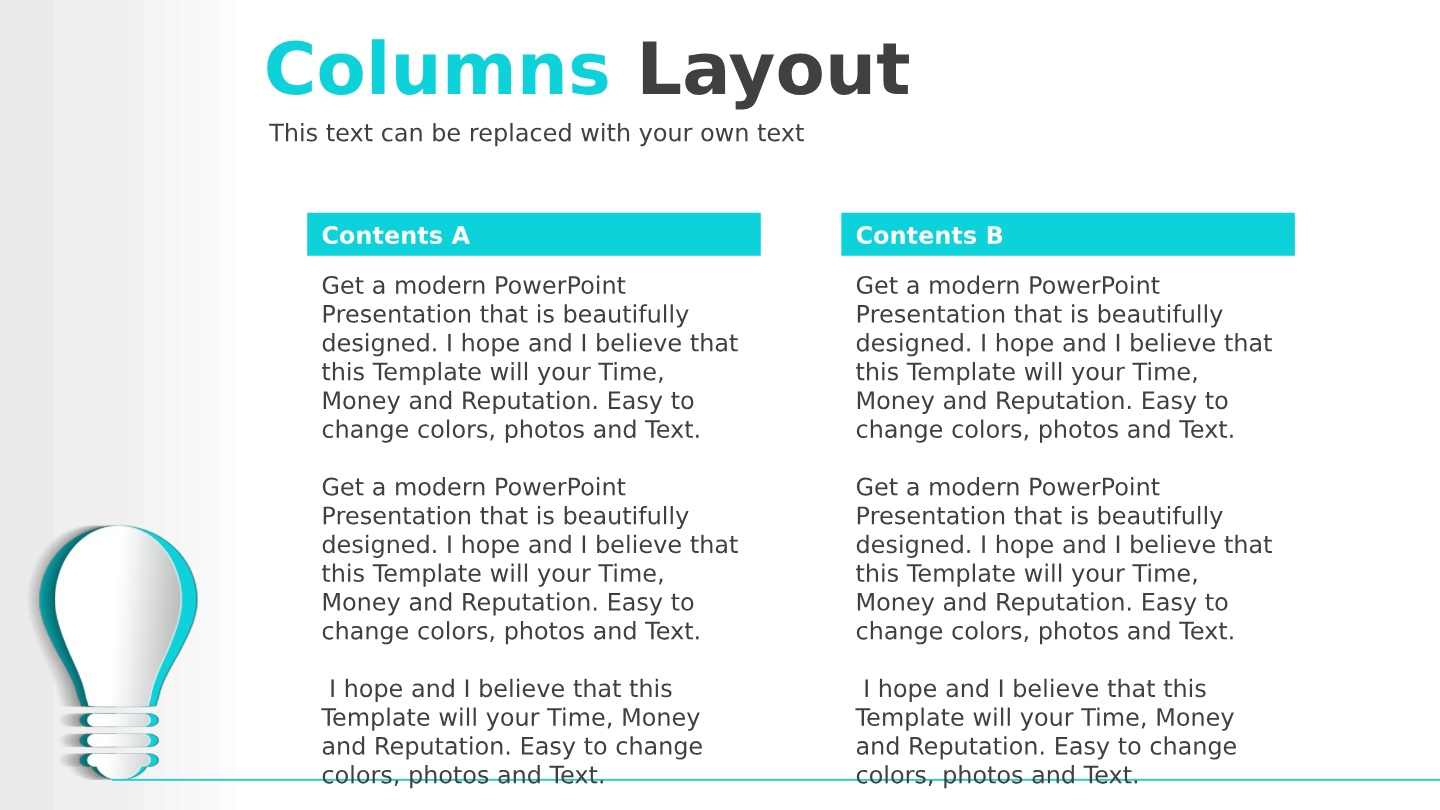 Columns Layout
This text can be replaced with your own text
Contents A
Get a modern PowerPoint
Presentation that is beautifully
designed. I hope and I believe that
this Template will your Time,
Money and Reputation. Easy to
change colors, photos and Text.
Get a modern PowerPoint
Presentation that is beautifully
designed. I hope and I believe that
this Template will your Time,
Money and Reputation. Easy to
change colors, photos and Text.
I hope and I believe that this
Template will your Time, Money
and Reputation. Easy to change
colors, photos and Text.
Contents B
Get a modern PowerPoint
Presentation that is beautifully
designed. I hope and I believe that
this Template will your Time,
Money and Reputation. Easy to
change colors, photos and Text.
Get a modern PowerPoint
Presentation that is beautifully
designed. I hope and I believe that
this Template will your Time,
Money and Reputation. Easy to
change colors, photos and Text.
I hope and I believe that this
Template will your Time, Money
and Reputation. Easy to change
colors, photos and Text.